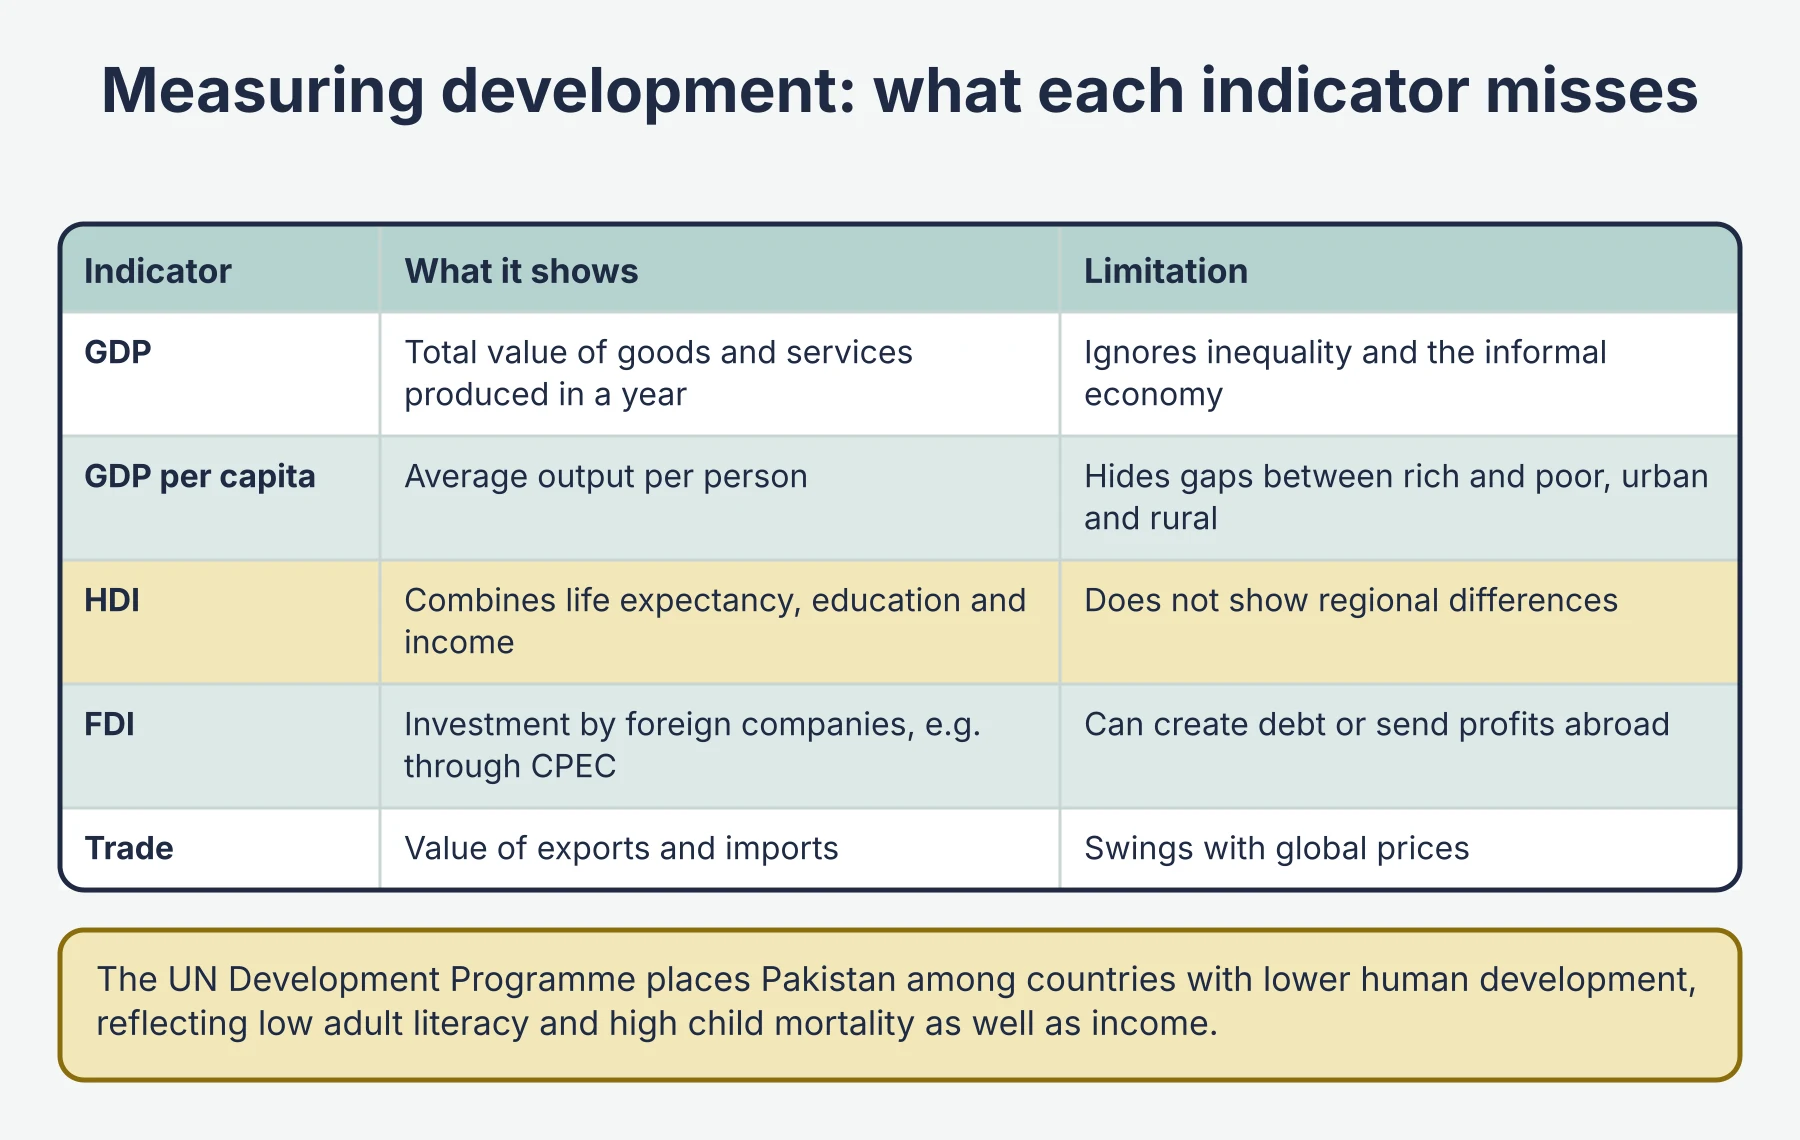 Measuring development: what each indicator misses
Indicator
What it shows
Limitation
GDP
Total value of goods and services
produced in a year
Ignores inequality and the informal
economy
GDP per capita
Average output per person
Hides gaps between rich and poor, urban
and rural
HDI
Combines life expectancy, education and
income
Does not show regional differences
FDI
Investment by foreign companies, e.g.
through CPEC
Can create debt or send profits abroad
Trade
Value of exports and imports
Swings with global prices
The UN Development Programme places Pakistan among countries with lower human development,
reflecting low adult literacy and high child mortality as well as income.